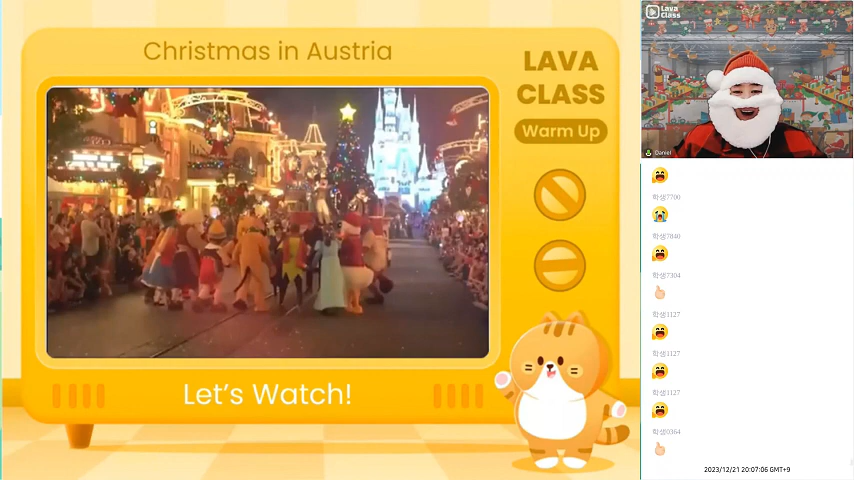 Christmas in Austria
LAVA
CLASS
Warm Up
Let's Watch!
Lava
Class
Daniel
학생7700
학생7840
학생7304
학생1127
학생1127
학생1127
학생0364
2023/12/21 20:07:06 GMT+9